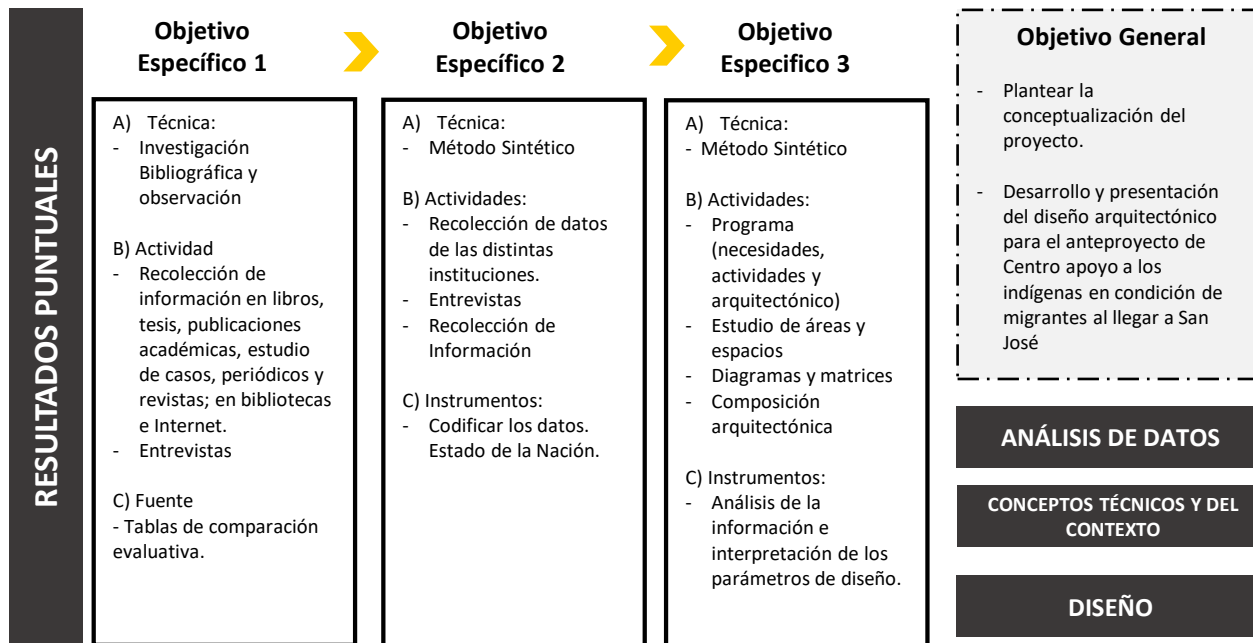 RESULTADOS PUNTUALES
Objetivo
Específico 1
A) Técnica:
- Investigación
Bibliográfica y
observación
B) Actividad
- Recolección de
información en libros,
tesis, publicaciones
académicas, estudio
de casos, periódicos y
revistas; en bibliotecas
e Internet.
- Entrevistas
C) Fuente
- Tablas de comparación
evaluativa.
Objetivo
Específico 2
A) Técnica:
- Método Sintético
B) Actividades:
- Recolección de datos
de las distintas
instituciones.
- Entrevistas
- Recolección de
Información
C) Instrumentos:
- Codificar los datos.
Estado de la Nación.
Objetivo
Especifico 3
A) Técnica:
- Método Sintético
B) Actividades:
- Programa
(necesidades,
actividades y
arquitectónico)
- Estudio de áreas y
espacios
- Diagramas y matrices
- Composición
arquitectónica
C) Instrumentos:
- Análisis de la
información e
interpretación de los
parámetros de diseño.
Objetivo General
- Plantear la
conceptualización del
proyecto.
- Desarrollo y presentación
del diseño arquitectónico
para el anteproyecto de
Centro apoyo a los
indígenas en condición de
migrantes al llegar a San
José
ANÁLISIS DE DATOS
CONCEPTOS TÉCNICOS Y DEL
CONTEXTO
DISEÑO